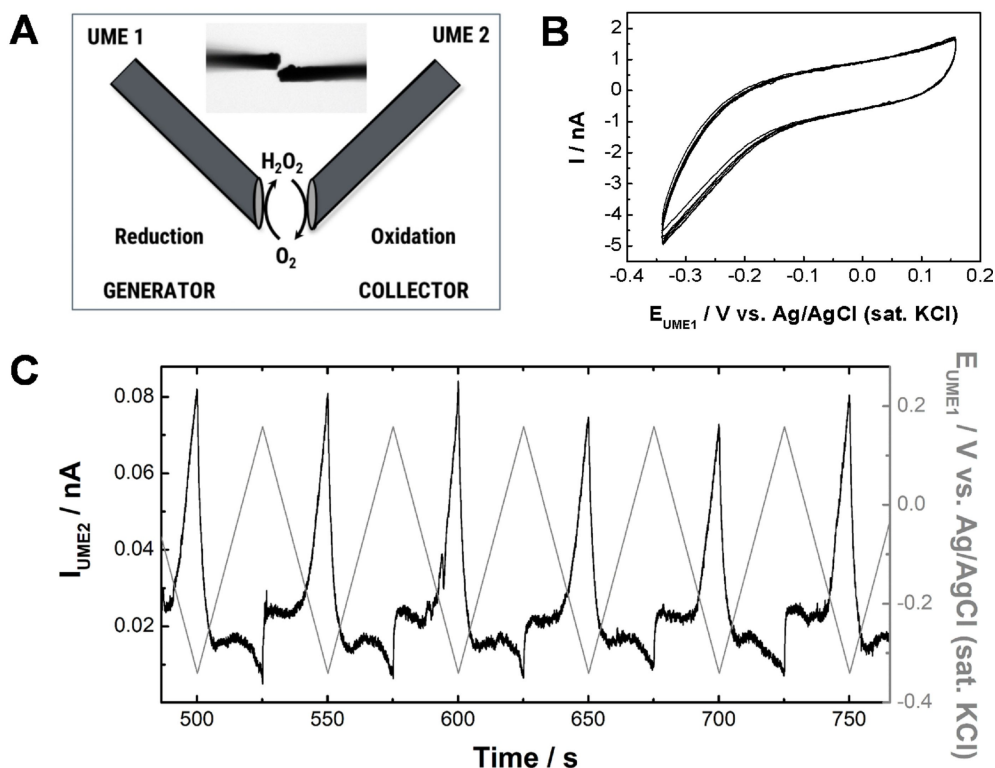 A
UME 1
UME 2
H₂O₂
O₂
Reduction
Oxidation
GENERATOR
COLLECTOR
B
2
1
0
-1
-2
-3
-4
-5
I / nA
-0.4
-0.3
-0.2
-0.1
0.0
0.1
0.2
E_UME1 / V vs. Ag/AgCl (sat. KCl)
C
0.08
0.06
0.04
0.02
I_UME2 / nA
500
550
600
650
700
750
Time / s
0.2
0.0
-0.2
-0.4
E_UME1 / V vs. Ag/AgCl (sat. KCl)